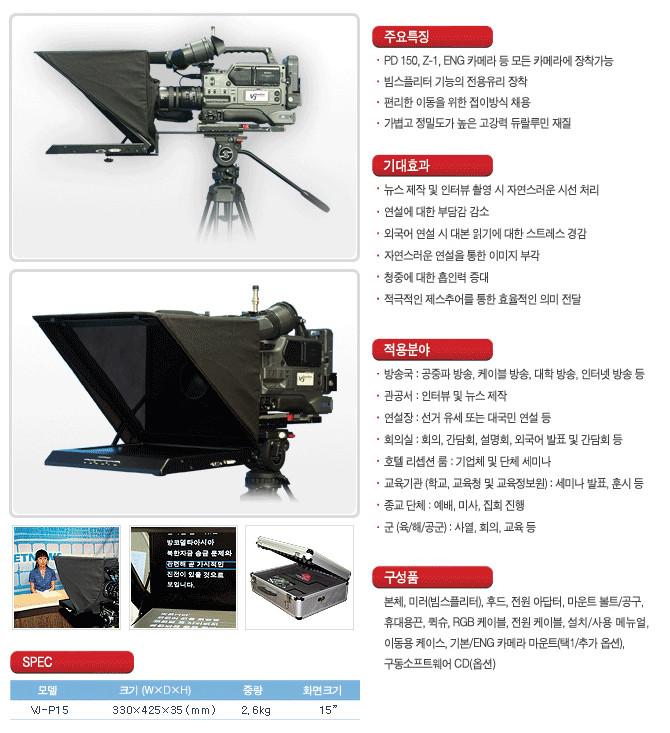 주요특징
· PD 150, Z-1, ENG 카메라 등 모든 카메라에 장착가능
· 빔스플리터 기능의 전용유리 장착
· 편리한 이동을 위한 접이방식 채용
· 가볍고 정밀도가 높은 고강력 듀랄루민 재질
기대효과
· 뉴스 제작 및 인터뷰 촬영 시 자연스러운 시선 처리
· 연설에 대한 부담감 감소
· 외국어 연설 시 대본 읽기에 대한 스트레스 경감
· 자연스러운 연설을 통한 이미지 부각
· 청중에 대한 흡인력 증대
· 적극적인 제스추어를 통한 효율적인 의미 전달
적용분야
· 방송국 : 공중파 방송, 케이블 방송, 대학 방송, 인터넷 방송 등
· 관공서 : 인터뷰 및 뉴스 제작
· 연설장 : 선거 유세 또는 대국민 연설 등
· 회의실 : 회의, 간담회, 설명회, 외국어 발표 및 간담회 등
· 호텔 리셉션 룸 : 기업체 및 단체 세미나
· 교육기관 (학교, 교육청 및 교육정보원) : 세미나 발표, 훈시 등
· 종교 단체 : 예배, 미사, 집회 진행
· 군 (육/해/공군) : 사열, 회의, 교육 등
구성품
본체, 미러(빔스플리터), 후드, 전원 아답터, 마운트 볼트/공구,
휴대용끈, 퀵슈, RGB 케이블, 전원 케이블, 설치/사용 메뉴얼,
이동용 케이스, 기본/ENG 카메라 마운트(택1/추가 옵션),
구동소프트웨어 CD(옵션)
VJ
VJ
방코델타아시아
북한자금 송금 문제와
관련해 곧 가시적인
진전이 있을 것으로
보입니다.
SPEC
모델 크기 (W×D×H) 중량 화면크기
VJ-P15 330×425×35 (mm) 2,6kg 15”